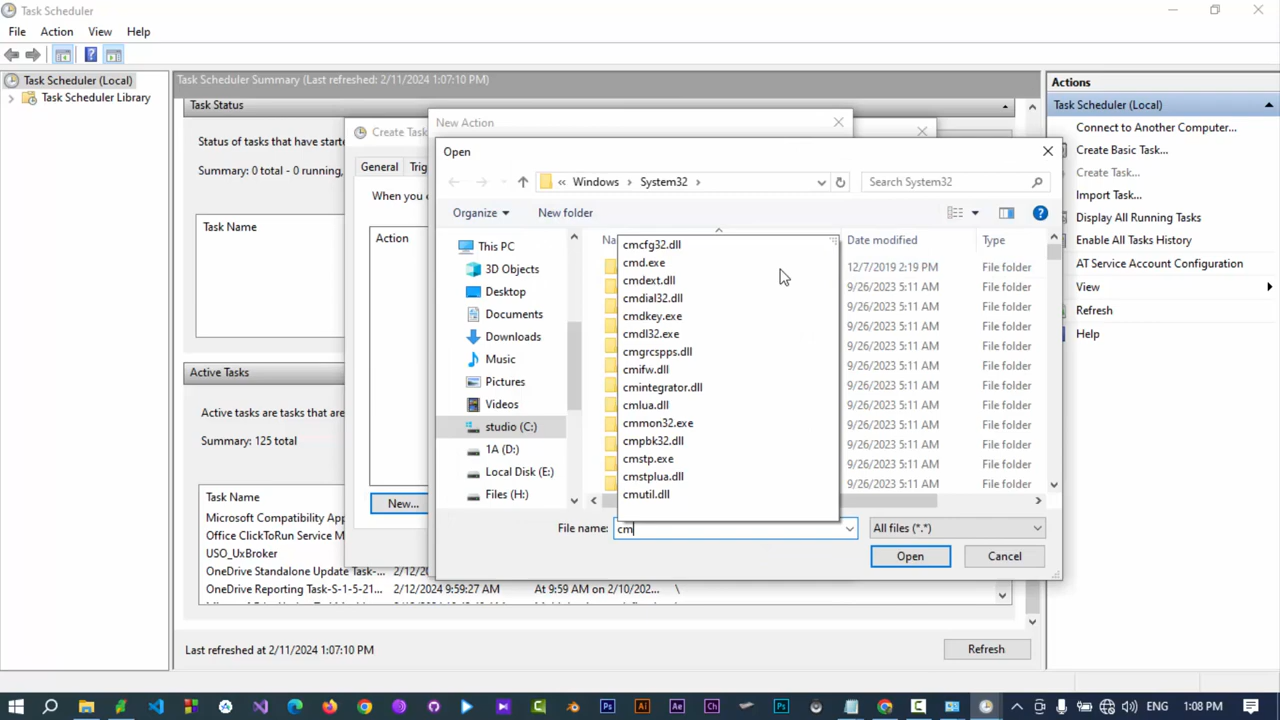 Task Scheduler
File Action View Help
Task Scheduler (Local)
Task Scheduler Library
Task Scheduler Summary (Last refreshed: 2/11/2024 1:07:10 PM)
Task Status
Status of tasks that have starte
Summary: 0 total - 0 running,
Task Name
Active Tasks
Active tasks are tasks that are
Summary: 125 total
Task Name
Microsoft Compatibility App
Office ClickToRun Service M
USO_UxBroker
OneDrive Standalone Update Task- 2/12/
OneDrive Reporting Task-S-1-5-21... 2/12/2024 9:59:27 AM At 9:59 AM on 2/10/202... \
Last refreshed at 2/11/2024 1:07:10 PM
Refresh
Create Task
General Trig
When you c
Action
New...
New Action
Open
« Windows › System32 ›
Search System32
Organize New folder
This PC
3D Objects
Desktop
Documents
Downloads
Music
Pictures
Videos
studio (C:)
1A (D:)
Local Disk (E:)
Files (H:)
Na Date modified Type
cmcfg32.dll
cmd.exe
cmdext.dll
cmdial32.dll
cmdkey.exe
cmdl32.exe
cmgrcspps.dll
cmifw.dll
cmintegrator.dll
cmlua.dll
cmmon32.exe
cmpbk32.dll
cmstp.exe
cmstplua.dll
cmutil.dll
12/7/2019 2:19 PM File folder
9/26/2023 5:11 AM File folder
9/26/2023 5:11 AM File folder
9/26/2023 5:11 AM File folder
9/26/2023 5:11 AM File folder
9/26/2023 5:11 AM File folder
9/26/2023 5:11 AM File folder
9/26/2023 5:11 AM File folder
9/26/2023 5:11 AM File folder
9/26/2023 5:11 AM File folder
9/26/2023 5:11 AM File folder
9/26/2023 5:11 AM File folder
File name: cm
All files (*.*)
Open Cancel
Actions
Task Scheduler (Local)
Connect to Another Computer...
Create Basic Task...
Create Task...
Import Task...
Display All Running Tasks
Enable All Tasks History
AT Service Account Configuration
View
Refresh
Help
Ps Ai Ae Ch Ps
ENG 1:08 PM